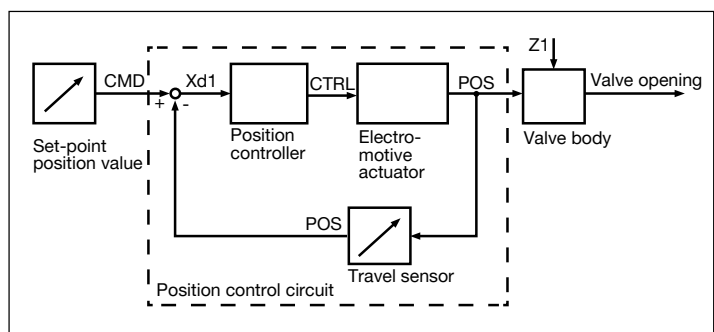 Z1
CMD
Xd1
CTRL
POS
Valve opening
+
-
Set-point
position value
Position
controller
Electro-
motive
actuator
Valve body
POS
Travel sensor
Position control circuit